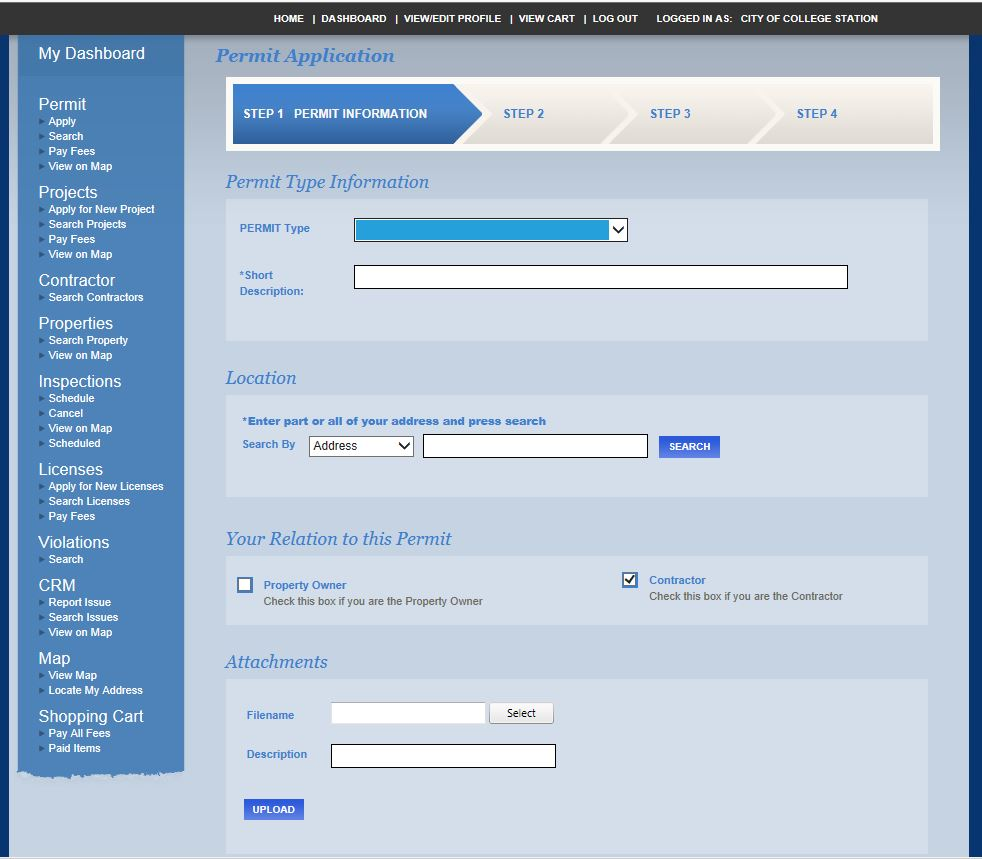 HOME | DASHBOARD | VIEW/EDIT PROFILE | VIEW CART | LOG OUT LOGGED IN AS: CITY OF COLLEGE STATION
My Dashboard
Permit
Apply
Search
Pay Fees
View on Map
Projects
Apply for New Project
Search Projects
Pay Fees
View on Map
Contractor
Search Contractors
Properties
Search Property
View on Map
Inspections
Schedule
Cancel
View on Map
Scheduled
Licenses
Apply for New Licenses
Search Licenses
Pay Fees
Violations
Search
CRM
Report Issue
Search Issues
View on Map
Map
View Map
Locate My Address
Shopping Cart
Pay All Fees
Paid Items
Permit Application
STEP 1 PERMIT INFORMATION STEP 2 STEP 3 STEP 4
Permit Type Information
PERMIT Type
*Short
Description:
Location
*Enter part or all of your address and press search
Search By Address SEARCH
Your Relation to this Permit
Property Owner
Check this box if you are the Property Owner
Contractor
Check this box if you are the Contractor
Attachments
Filename Select
Description
UPLOAD